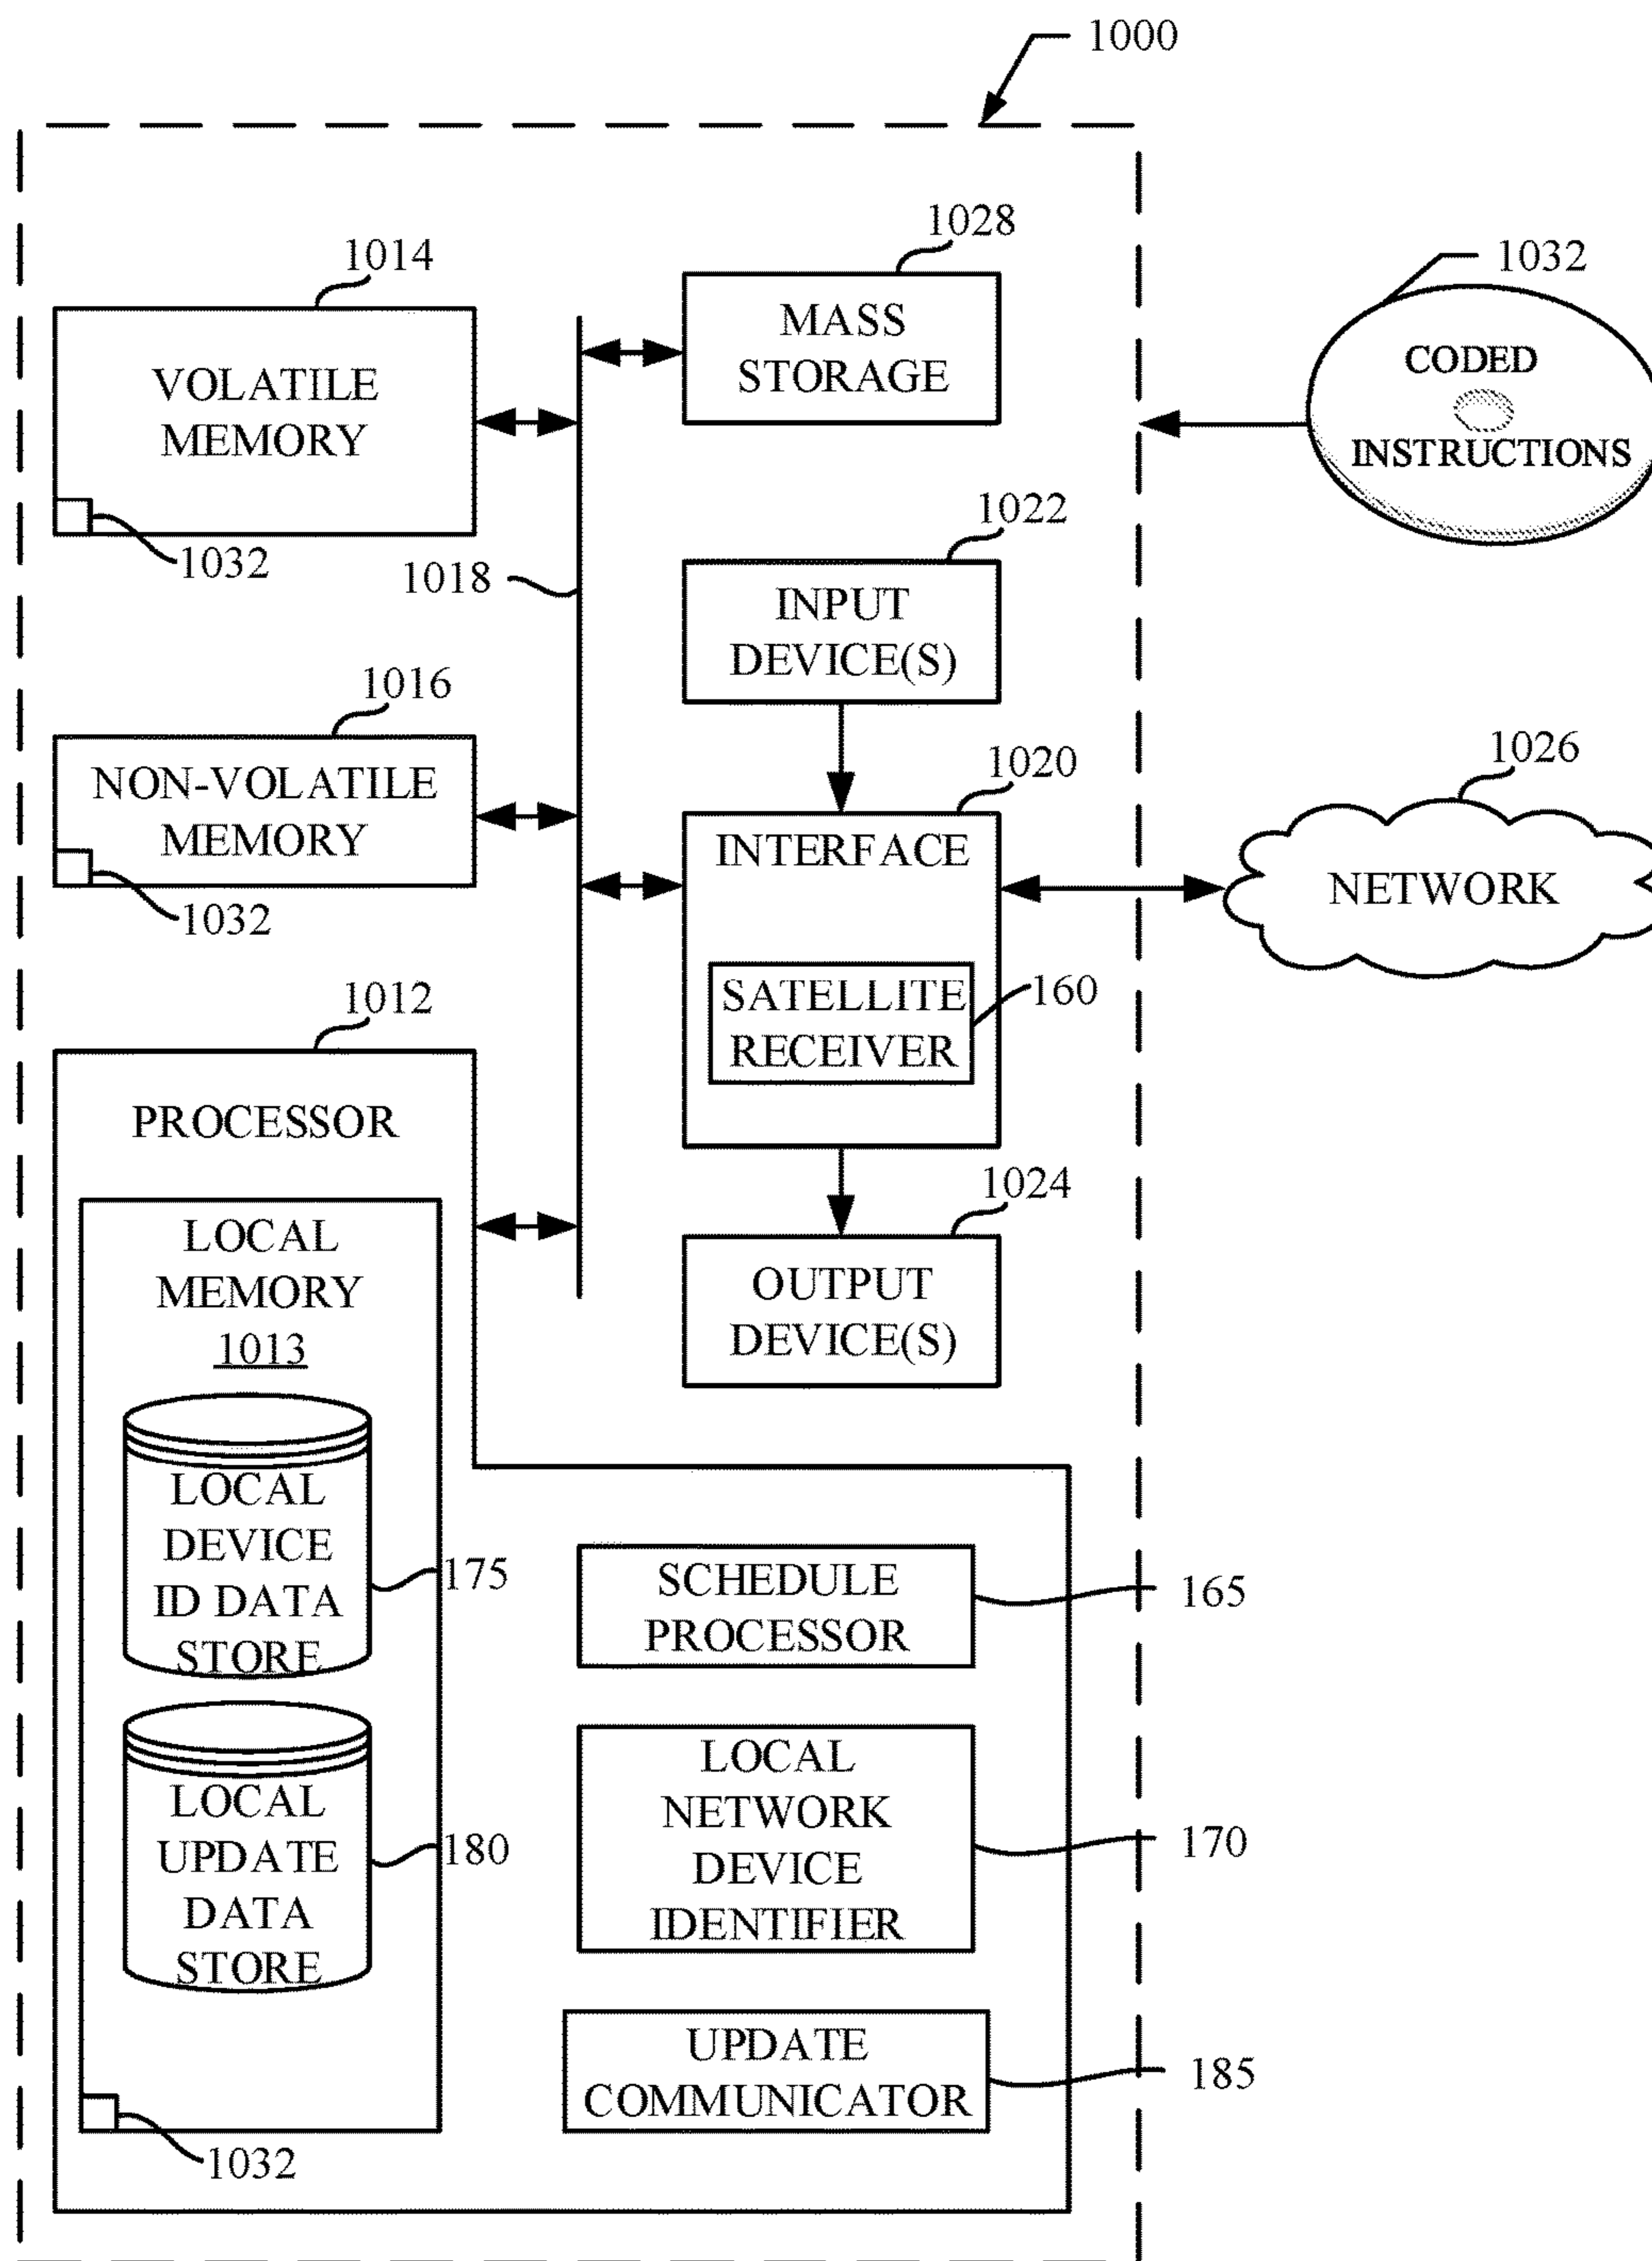 1000
1028
1014
MASS
STORAGE
VOLATILE
MEMORY
1032
1032
CODED
INSTRUCTIONS
1022
1018
INPUT
DEVICE(S)
1016
NON-VOLATILE
MEMORY
1032
1020
INTERFACE
SATELLITE
RECEIVER
160
1026
NETWORK
1012
PROCESSOR
1024
OUTPUT
DEVICE(S)
LOCAL
MEMORY
1013
LOCAL
DEVICE
ID DATA
STORE
175
LOCAL
UPDATE
DATA
STORE
180
1032
SCHEDULE
PROCESSOR
165
LOCAL
NETWORK
DEVICE
IDENTIFIER
170
UPDATE
COMMUNICATOR
185